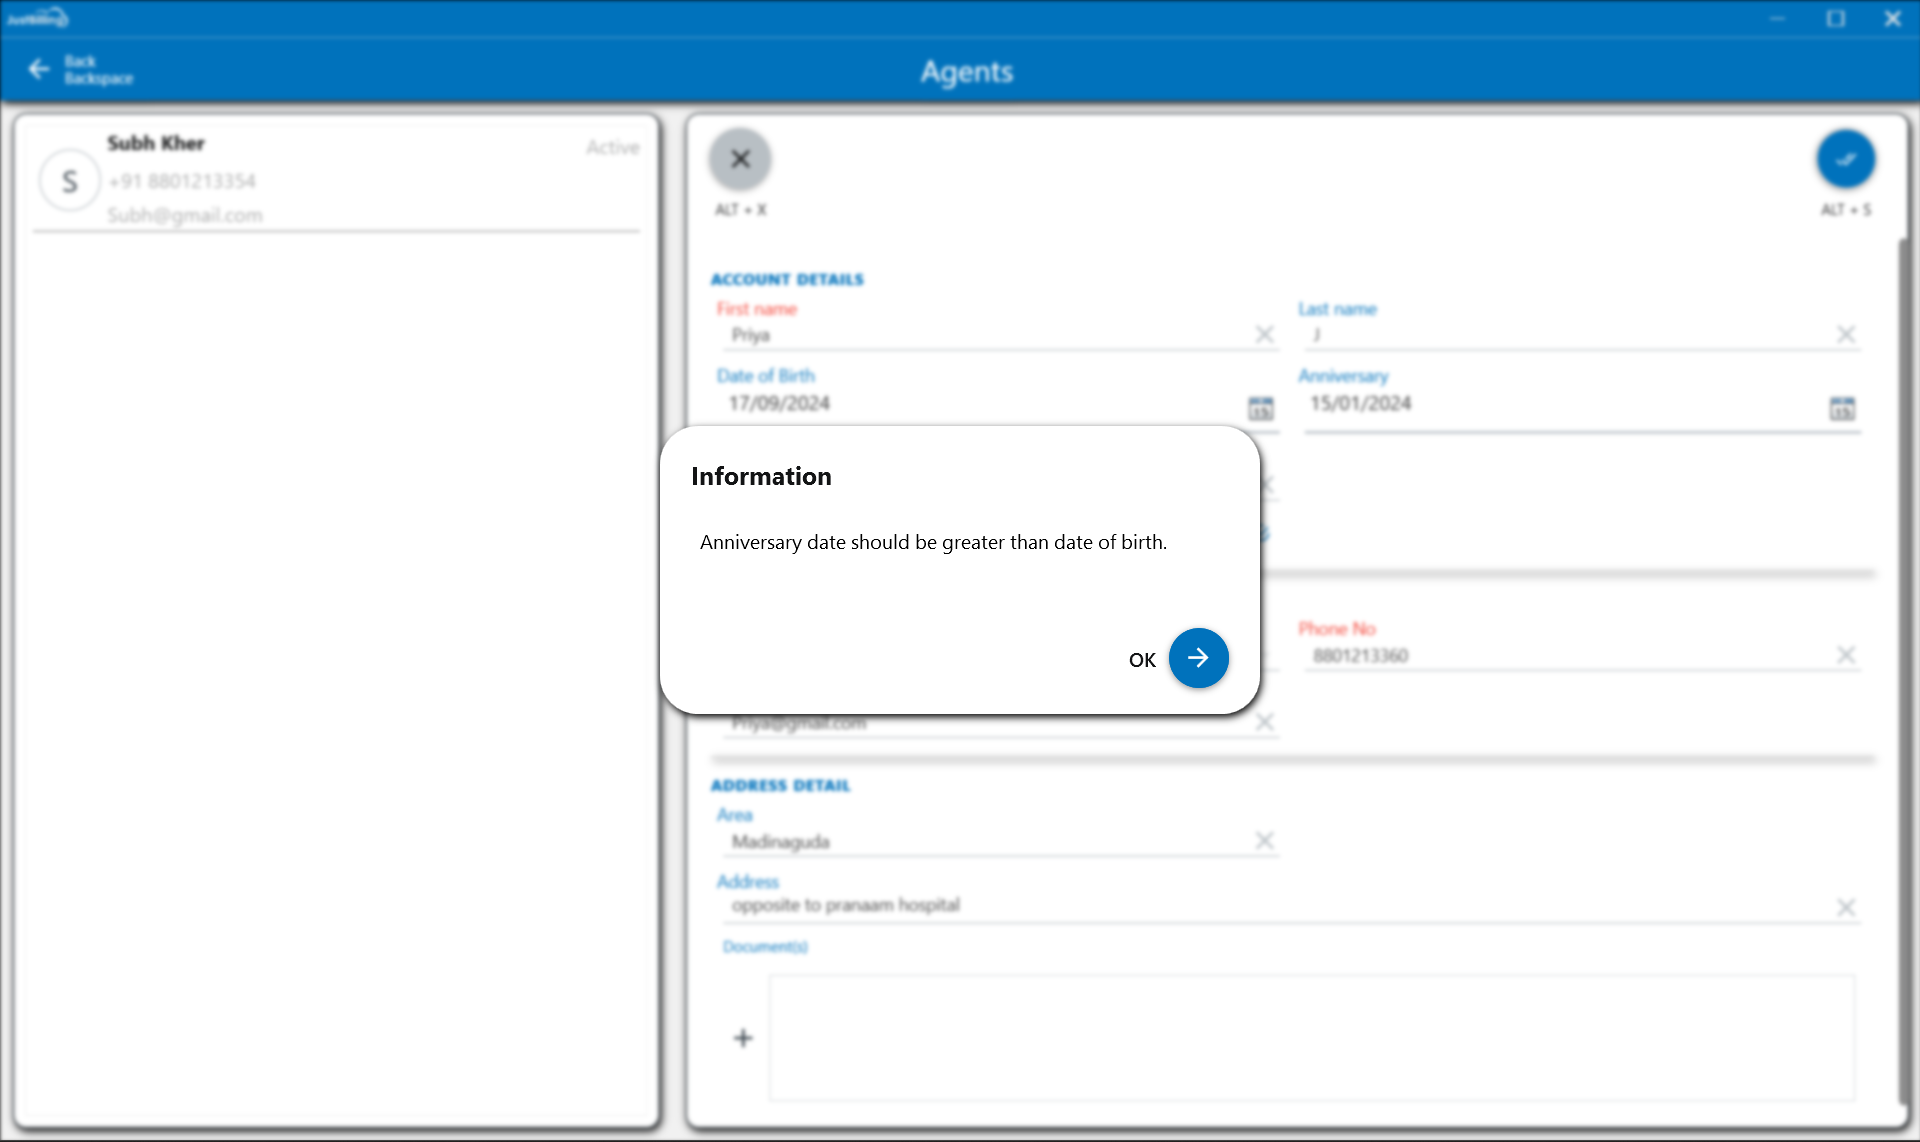 JustBilling
Back
Backspace
Agents
Subh Kher
Active
S
+91 8801213354
Subh@gmail.com
ALT + X
ALT + S
ACCOUNT DETAILS
First name
Last name
Priya
J
Date of Birth
Anniversary
17/09/2024
15/01/2024
15
15
Information
Anniversary date should be greater than date of birth.
OK
Phone No
8801213360
Priya@gmail.com
ADDRESS DETAIL
Area
Madinaguda
Address
opposite to pranaam hospital
Document(s)